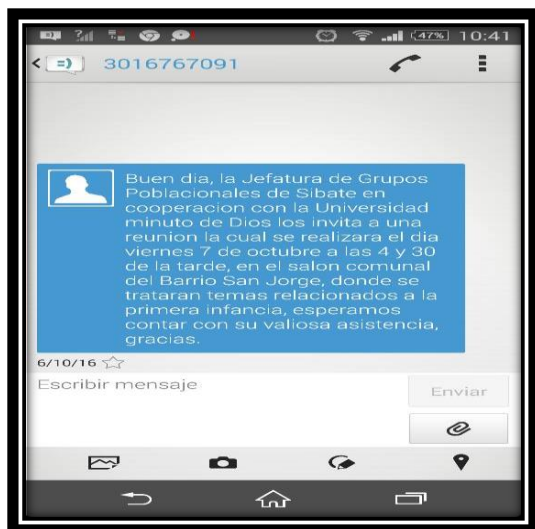 47% 10:41
=) 3016767091
Buen dia, la Jefatura de Grupos
Poblacionales de Sibate en
cooperacion con la Universidad
minuto de Dios los invita a una
reunion la cual se realizara el dia
viernes 7 de octubre a las 4 y 30
de la tarde, en el salon comunal
del Barrio San Jorge, donde se
trataran temas relacionados a la
primera infancia, esperamos
contar con su valiosa asistencia,
gracias.
6/10/16
Escribir mensaje
Enviar